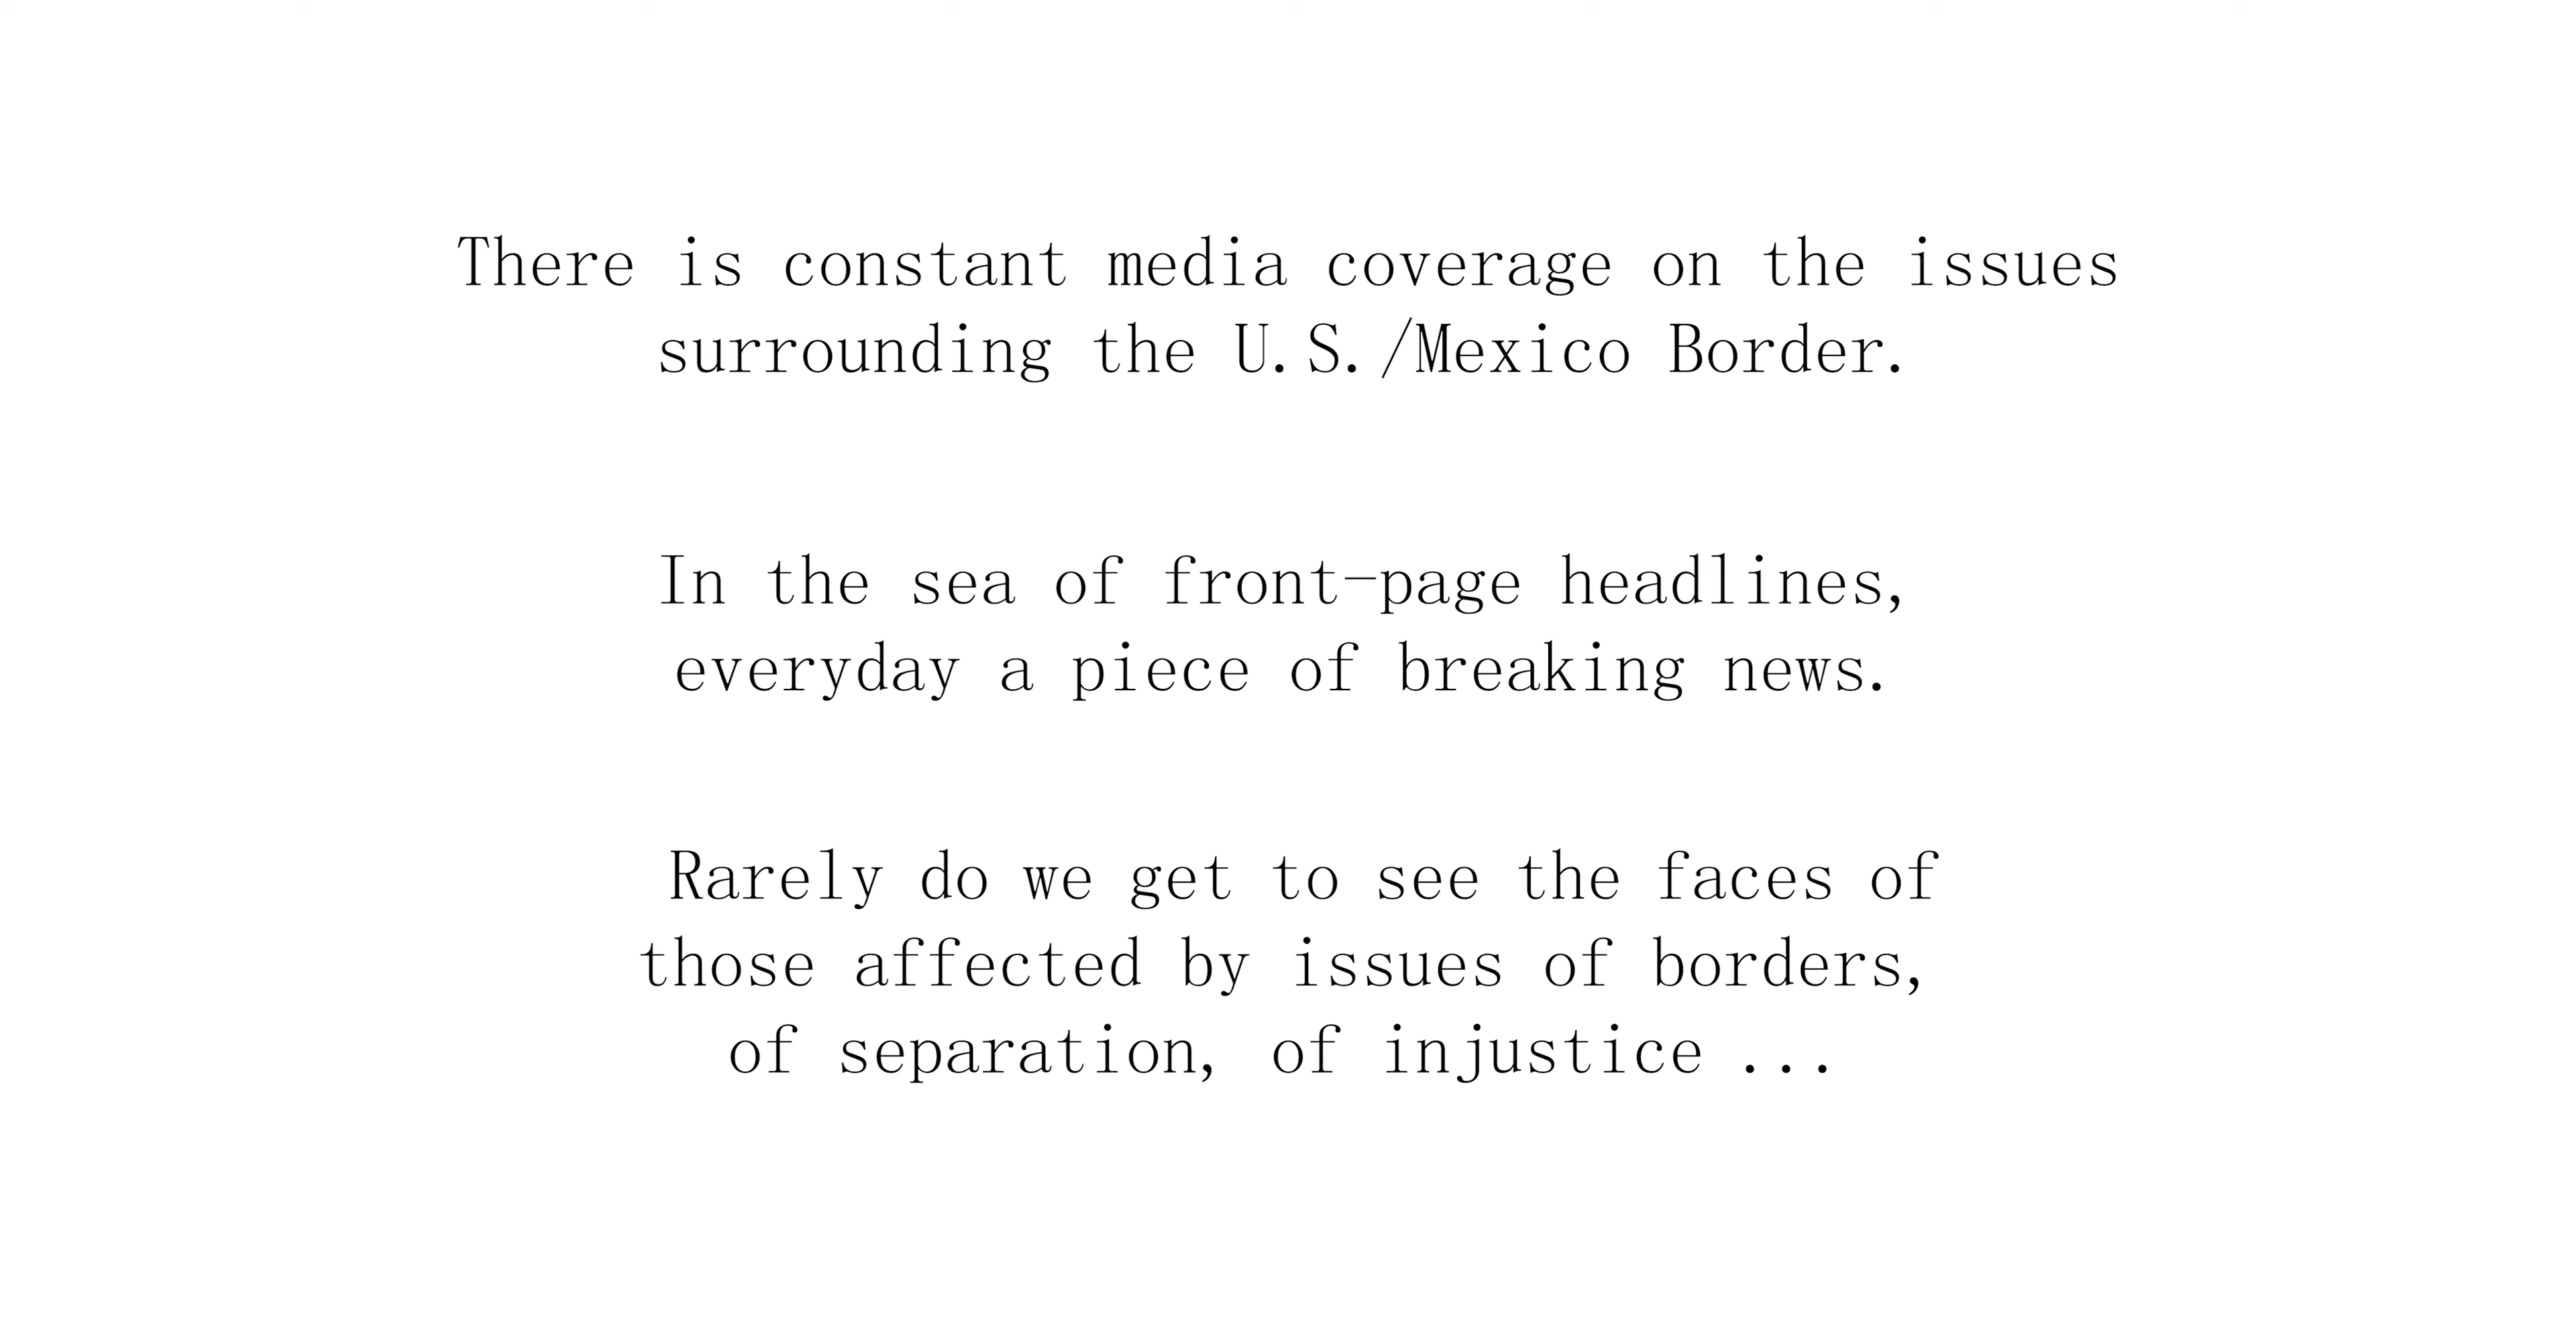 There is constant media coverage on the issues
surrounding the U.S./Mexico Border.
In the sea of front-page headlines,
everyday a piece of breaking news.
Rarely do we get to see the faces of
those affected by issues of borders,
of separation, of injustice ...